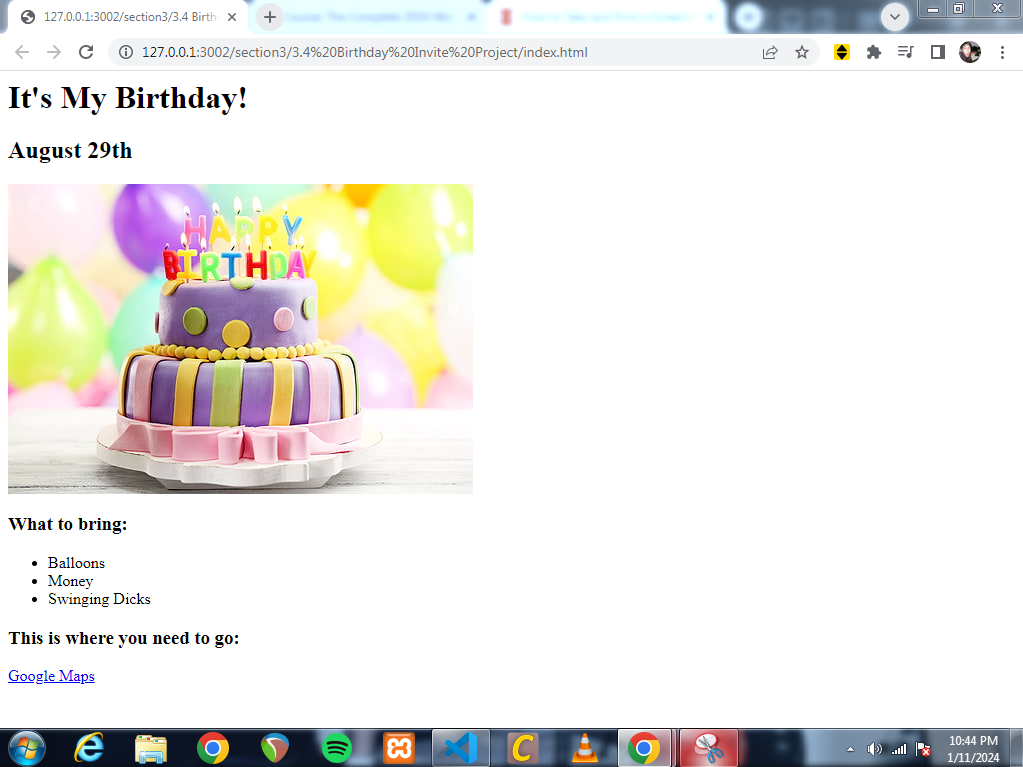 127.0.0.1:3002/section3/3.4 Birth
127.0.0.1:3002/section3/3.4%20Birthday%20Invite%20Project/index.html
It's My Birthday!
August 29th
HAPPY
BIRTHDAY
What to bring:
Balloons
Money
Swinging Dicks
This is where you need to go:
Google Maps
10:44 PM
1/11/2024